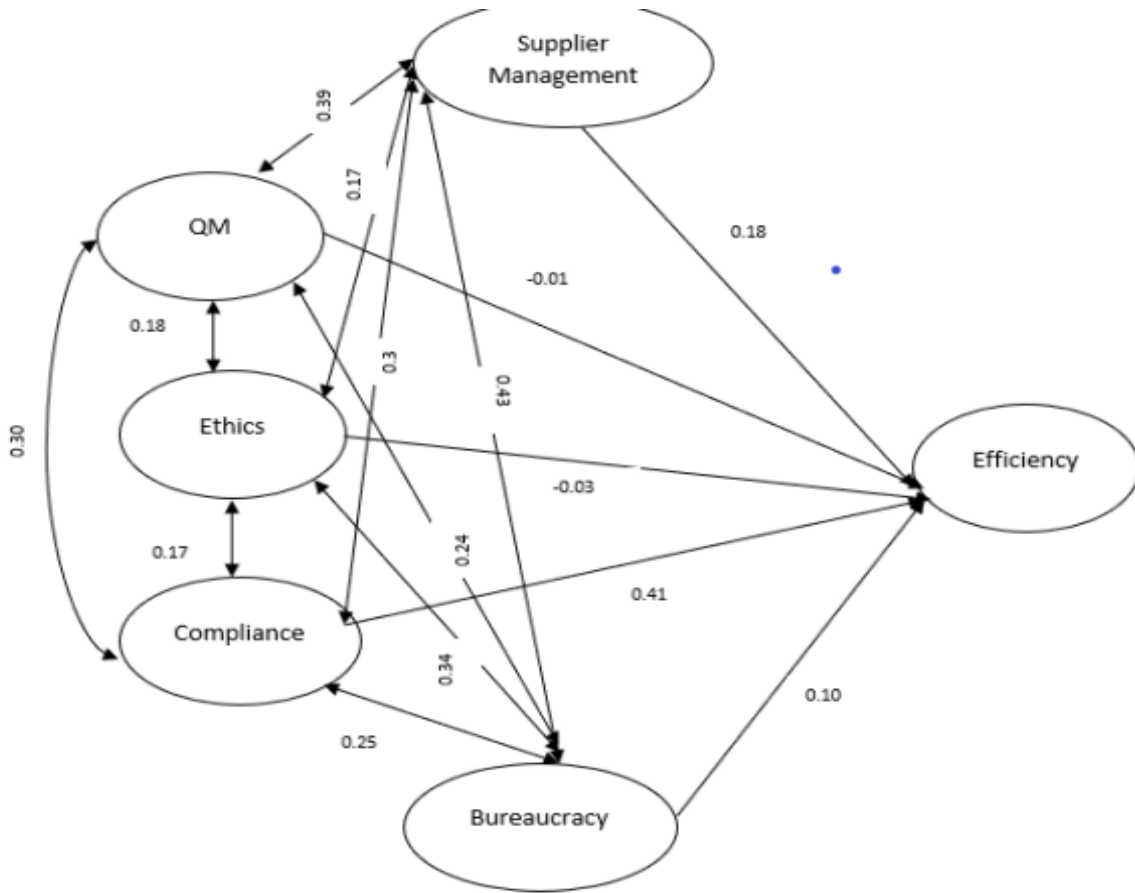 Supplier
Management
0.39
0.17
QM
0.18
-0.01
0.18
0.3
0.43
0.30
Ethics
Efficiency
-0.03
0.17
0.24
0.41
Compliance
0.34
0.10
0.25
Bureaucracy